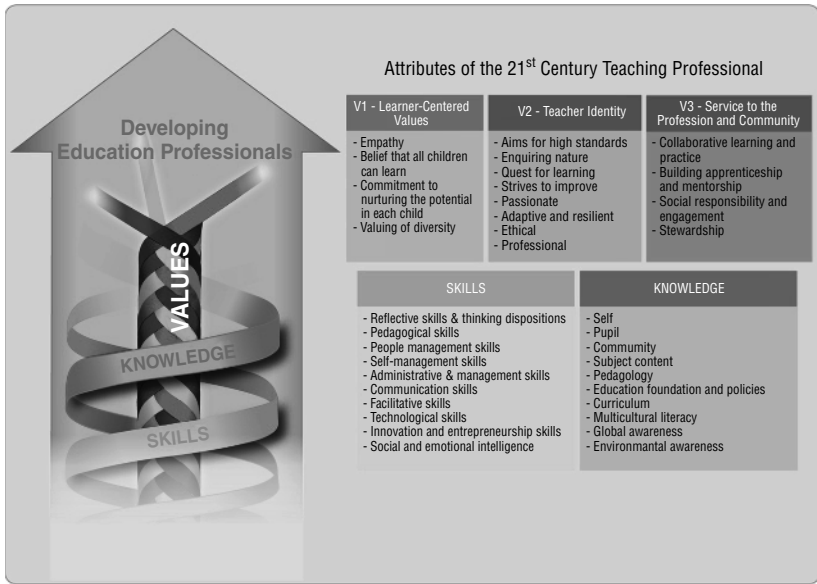 Developing
Education Professionals
VALUES
KNOWLEDGE
SKILLS
Attributes of the 21st Century Teaching Professional
V1 - Learner-Centered
Values
- Empathy
- Belief that all children
can learn
- Commitment to
nurturing the potential
in each child
- Valuing of diversity
V2 - Teacher Identity
- Aims for high standards
- Enquiring nature
- Quest for learning
- Strives to improve
- Passionate
- Adaptive and resilient
- Ethical
- Professional
V3 - Service to the
Profession and Community
- Collaborative learning and
practice
- Building apprenticeship
and mentorship
- Social responsibility and
engagement
- Stewardship
SKILLS
- Reflective skills & thinking dispositions
- Pedagogical skills
- People management skills
- Self-management skills
- Administrative & management skills
- Communication skills
- Facilitative skills
- Technological skills
- Innovation and entrepreneurship skills
- Social and emotional intelligence
KNOWLEDGE
- Self
- Pupil
- Community
- Subject content
- Pedagology
- Education foundation and policies
- Curriculum
- Multicultural literacy
- Global awareness
- Environmantal awareness